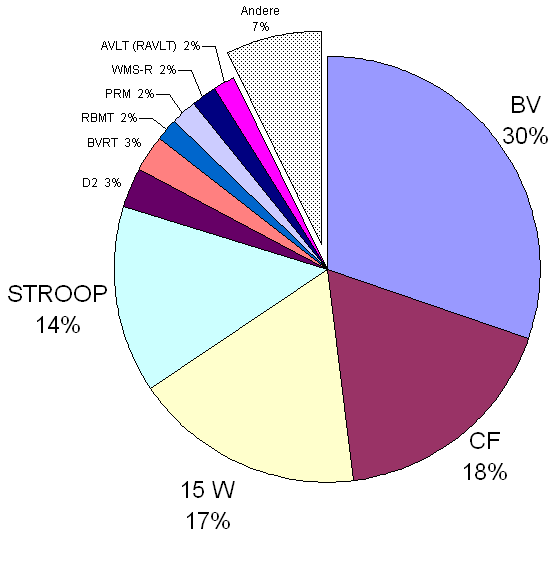 Andere
7%
AVLT (RAVLT) 2%
WMS-R 2%
PRM 2%
RBMT 2%
BVRT 3%
D2 3%
STROOP
14%
15 W
17%
CF
18%
BV
30%